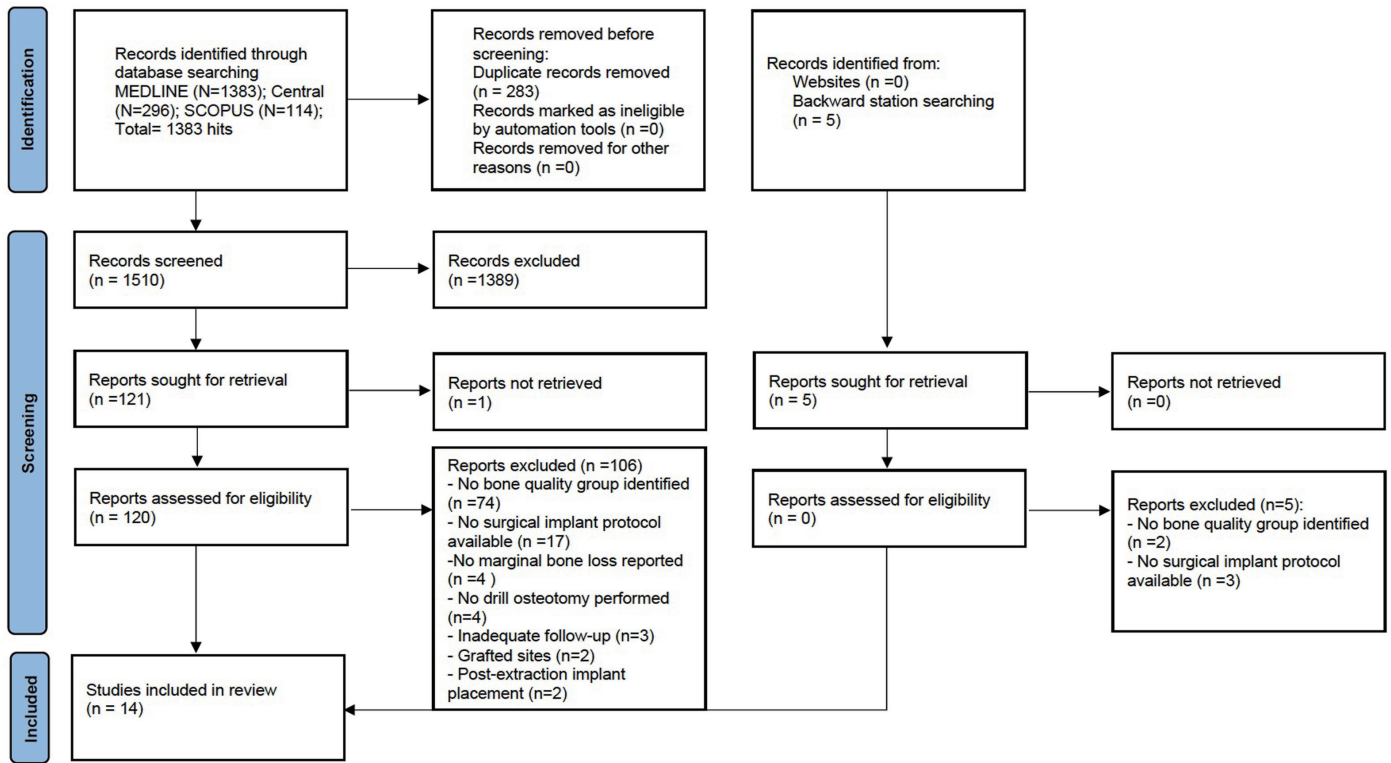 Identification
Records identified through
database searching
MEDLINE (N=1383); Central
(N=296); SCOPUS (N=114);
Total= 1383 hits
Records removed before
screening:
Duplicate records removed
(n = 283)
Records marked as ineligible
by automation tools (n =0)
Records removed for other
reasons (n =0)
Records identified from:
Websites (n =0)
Backward station searching
(n = 5)
Screening
Records screened
(n = 1510)
Records excluded
(n =1389)
Reports sought for retrieval
(n =121)
Reports not retrieved
(n =1)
Reports sought for retrieval
(n = 5)
Reports not retrieved
(n =0)
Reports assessed for eligibility
(n = 120)
Reports excluded (n =106)
- No bone quality group identified
(n =74)
- No surgical implant protocol
available (n =17)
-No marginal bone loss reported
(n =4 )
- No drill osteotomy performed
(n=4)
- Inadequate follow-up (n=3)
- Grafted sites (n=2)
- Post-extraction implant
placement (n=2)
Reports assessed for eligibility
(n = 0)
Reports excluded (n=5):
- No bone quality group identified
(n =2)
- No surgical implant protocol
available (n =3)
Included
Studies included in review
(n = 14)